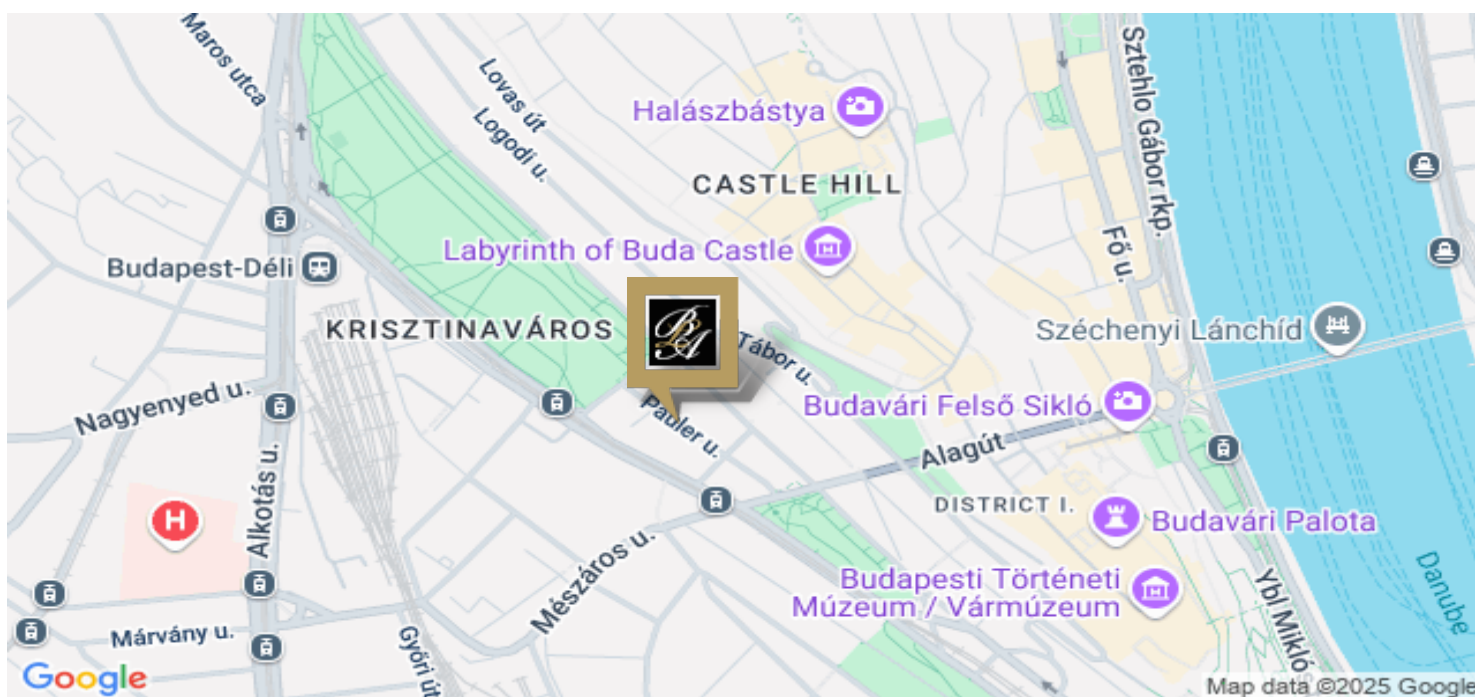 Maros utca
Lovas út
Logodi u.
Halászbástya
Sztehlo Gábor rkp.
CASTLE HILL
Fő u.
Labyrinth of Buda Castle
Budapest-Déli
KRISZTINAVÁROS
Széchenyi Lánchíd
Tábor u.
Nagyenyed u.
Pauler u.
Budavári Felső Sikló
Alagút
Alkotás u.
H
DISTRICT I.
Budavári Palota
Mészáros u.
Budapesti Történeti
Múzeum / Vármúzeum
Danube
Ybl Mikló
Márvány u.
Győri út
Google
Map data ©2025 Google